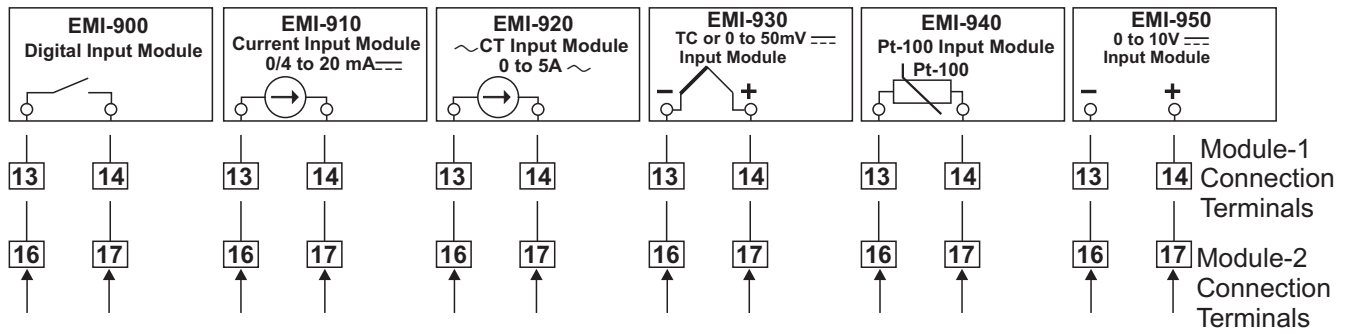 EMI-900
Digital Input Module
EMI-910
Current Input Module
0/4 to 20 mA
EMI-920
CT Input Module
0 to 5A
EMI-930
TC or 0 to 50mV
Input Module
− +
EMI-940
Pt-100 Input Module
Pt-100
EMI-950
0 to 10V
Input Module
− +
13 14 13 14 13 14 13 14 13 14 13 14
Module-1
Connection
Terminals
16 17 16 17 16 17 16 17 16 17 16 17
Module-2
Connection
Terminals